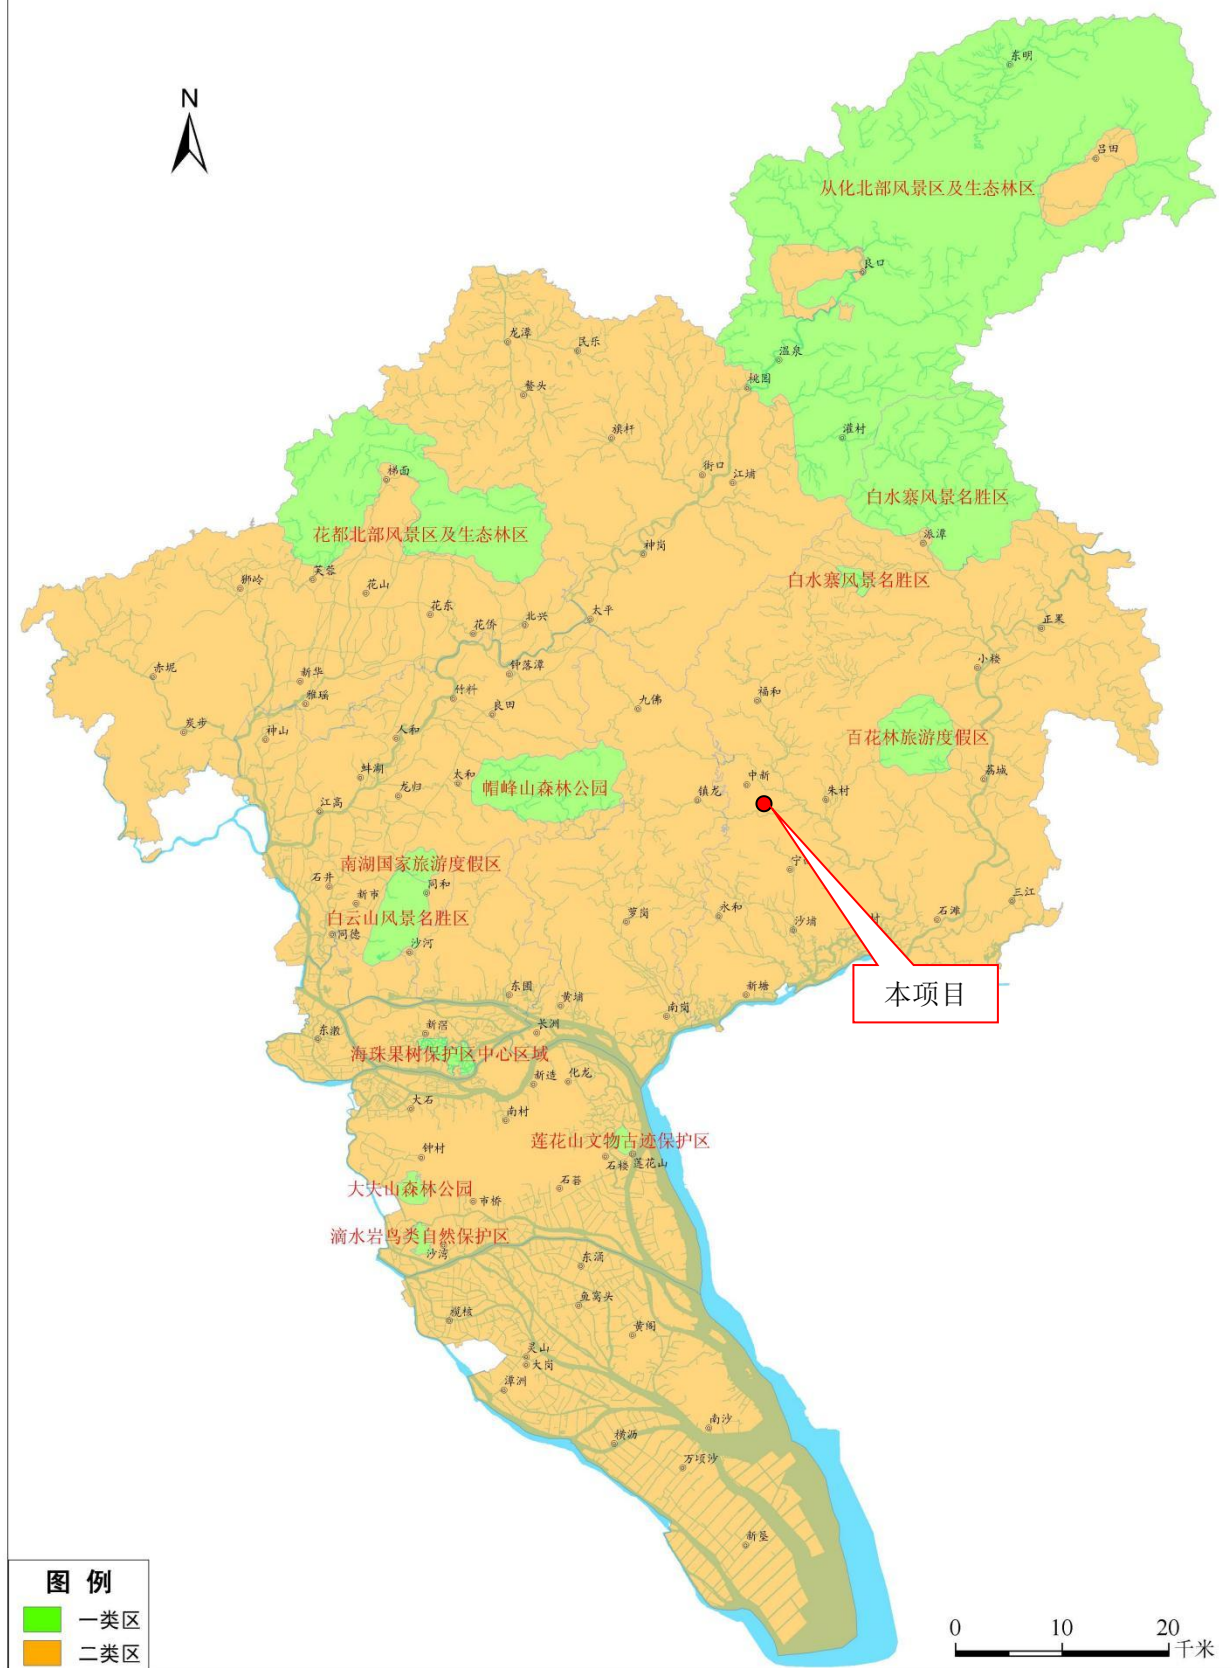 N
东明
吕田
从化北部风景区及生态林区
良口
龙潭
民乐
温泉
桃园
鳌头
旗杆
灌村
街口
江埔
梯面
白水寨风景名胜区
花都北部风景区及生态林区
派潭
神岗
芙蓉
狮岭
花山
白水寨风景名胜区
花东
北兴
太平
花侨
正果
小楼
钟落潭
赤坭
新华
雅瑶
竹料
福和
九佛
良田
炭步
神山
人和
百花林旅游度假区
蚌湖
太和
龙归
帽峰山森林公园
中新
荔城
镇龙
朱村
江高
南湖国家旅游度假区
宁
石井
同和
新市
三江
白云山风景名胜区
萝岗
永和
沙埔
村
石滩
同德
沙河
东圃
黄埔
新塘
本项目
南岗
新滘
长洲
东漖
海珠果树保护区中心区域
新造
化龙
大石
南村
莲花山文物古迹保护区
钟村
石楼
莲花山
大夫山森林公园
石碁
市桥
滴水岩鸟类自然保护区
沙湾
东涌
鱼窝头
榄核
黄阁
灵山
大岗
潭洲
南沙
横沥
万顷沙
新垦
图 例
一类区
二类区
0 10 20
千米